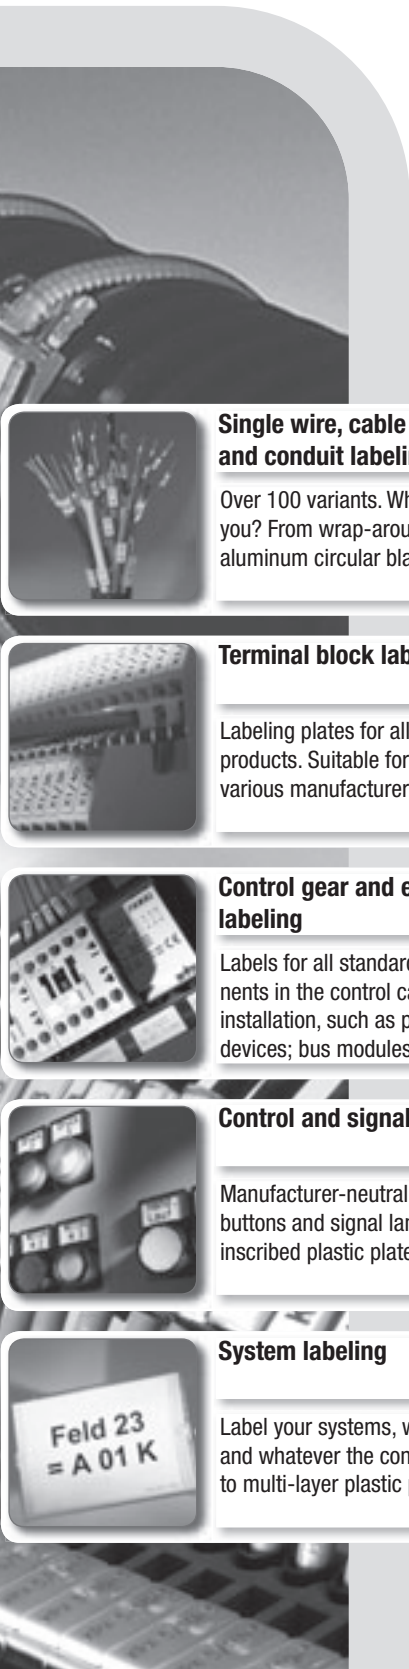 Single wire, cable
and conduit labeli
Over 100 variants. Wh
you? From wrap-arou
aluminum circular bla
Terminal block lab
Labeling plates for all
products. Suitable for
various manufacturer
Control gear and e
labeling
Labels for all standard
nents in the control ca
installation, such as p
devices; bus modules
Control and signal
Manufacturer-neutral
buttons and signal lan
inscribed plastic plate
System labeling
Feld 23
= A 01 K
Label your systems, w
and whatever the con
to multi-layer plastic p